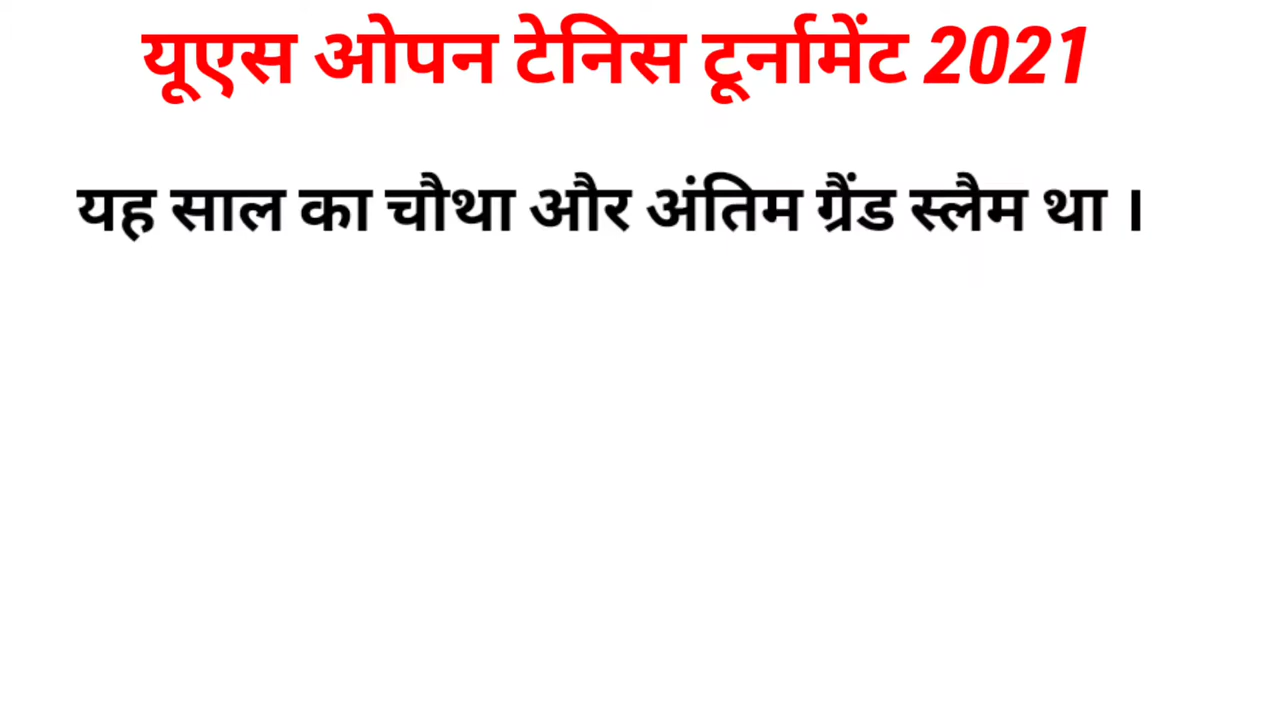 यूएस ओपन टेनिस टूर्नामेंट 2021
यह साल का चौथा और अंतिम ग्रैंड स्लैम था ।